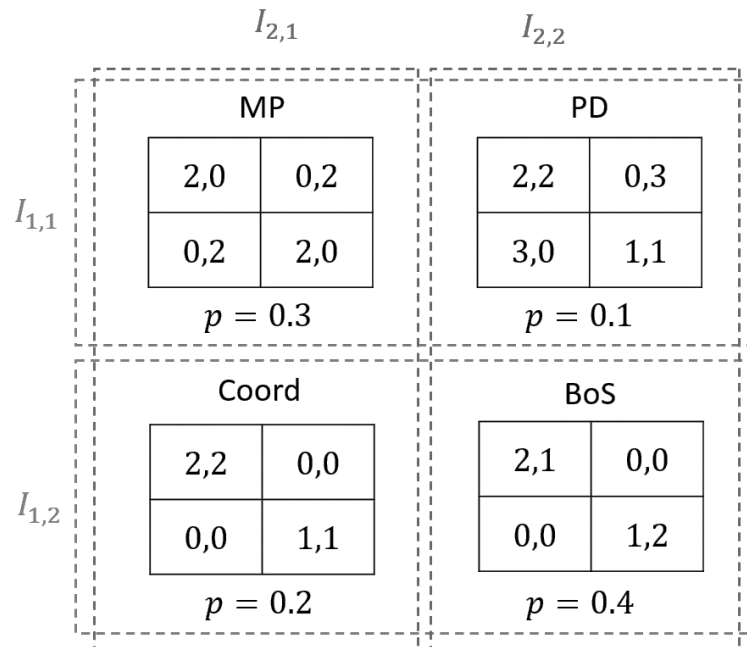 I2,1 I2,2
MP PD
2,0 0,2 2,2 0,3
I1,1
0,2 2,0 3,0 1,1
p = 0.3 p = 0.1
Coord BoS
2,2 0,0 2,1 0,0
I1,2
0,0 1,1 0,0 1,2
p = 0.2 p = 0.4